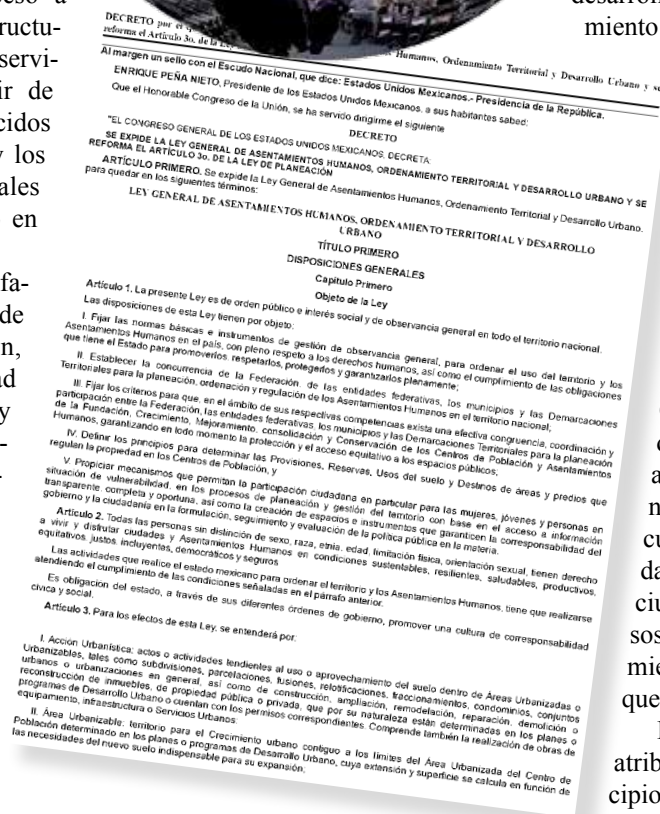 ceso a
ructu-
servi-
ir de
cidos
y los
ales
en
fa-
de
n,
ad
y
-
.
desarrol
miento
DECRETO por el q
Humanos, Ordenamiento Territorial y Desarrollo Urbano y se
reforma el Artículo 3o. de la Ley
Al margen un sello con el Escudo Nacional, que dice: Estados Unidos Mexicanos.- Presidencia de la República.
ENRIQUE PEÑA NIETO, Presidente de los Estados Unidos Mexicanos, a sus habitantes sabed:
Que el Honorable Congreso de la Unión, se ha servido dirigirme el siguiente
DECRETO
"EL CONGRESO GENERAL DE LOS ESTADOS UNIDOS MEXICANOS, DECRETA:
SE EXPIDE LA LEY GENERAL DE ASENTAMIENTOS HUMANOS, ORDENAMIENTO TERRITORIAL Y DESARROLLO URBANO Y SE
REFORMA EL ARTÍCULO 3o. DE LA LEY DE PLANEACIÓN
ARTÍCULO PRIMERO. Se expide la Ley General de Asentamientos Humanos, Ordenamiento Territorial y Desarrollo Urbano.
para quedar en los siguientes términos:
LEY GENERAL DE ASENTAMIENTOS HUMANOS, ORDENAMIENTO TERRITORIAL Y DESARROLLO
URBANO
TÍTULO PRIMERO
DISPOSICIONES GENERALES
Capítulo Primero
Objeto de la Ley
Artículo 1. La presente Ley es de orden público e interés social y de observancia general en todo el territorio nacional.
Las disposiciones de esta Ley tienen por objeto:
I. Fijar las normas básicas e instrumentos de gestión de observancia general, para ordenar el uso del territorio y los
Asentamientos Humanos en el país, con pleno respeto a los derechos humanos, así como el cumplimiento de las obligaciones
que tiene el Estado para promoverlos, respetarlos, protegerlos y garantizarlos plenamente;
II. Establecer la concurrencia de la Federación, de las entidades federativas, los municipios y las Demarcaciones
Territoriales para la planeación, ordenación y regulación de los Asentamientos Humanos en el territorio nacional;
III. Fijar los criterios para que, en el ámbito de sus respectivas competencias exista una efectiva congruencia, coordinación y
participación entre la Federación, las entidades federativas, los municipios y las Demarcaciones Territoriales para la planeación
de la Fundación, Crecimiento, Mejoramiento, consolidación y Conservación de los Centros de Población y Asentamientos
Humanos, garantizando en todo momento la protección y el acceso equitativo a los espacios públicos;
IV. Definir los principios para determinar las Provisiones, Reservas, Usos del suelo y Destinos de áreas y predios que
regulan la propiedad en los Centros de Población, y
V. Propiciar mecanismos que permitan la participación ciudadana en particular para las mujeres, jóvenes y personas en
situación de vulnerabilidad, en los procesos de planeación y gestión del territorio con base en el acceso a información
transparente, completa y oportuna, así como la creación de espacios e instrumentos que garanticen la corresponsabilidad del
gobierno y la ciudadanía en la formulación, seguimiento y evaluación de la política pública en la materia.
Artículo 2. Todas las personas sin distinción de sexo, raza, etnia, edad, limitación física, orientación sexual, tienen derecho
a vivir y disfrutar ciudades y Asentamientos Humanos en condiciones sustentables, resilientes, saludables, productivos,
equitativos, justos, incluyentes, democráticos y seguros.
Las actividades que realice el estado mexicano para ordenar el territorio y los Asentamientos Humanos, tiene que realizarse
atendiendo el cumplimiento de las condiciones señaladas en el párrafo anterior.
Es obligación del estado, a través de sus diferentes órdenes de gobierno, promover una cultura de corresponsabilidad
cívica y social.
Artículo 3. Para los efectos de esta Ley, se entenderá por:
I. Acción Urbanística: actos o actividades tendientes al uso o aprovechamiento del suelo dentro de Áreas Urbanizadas o
Urbanizables, tales como subdivisiones, parcelaciones, fusiones, relotificaciones, fraccionamientos, condominios, conjuntos
urbanos o urbanizaciones en general, así como de construcción, ampliación, remodelación, reparación, demolición o
reconstrucción de inmuebles, de propiedad pública o privada, que por su naturaleza están determinadas en los planes o
programas de Desarrollo Urbano o cuentan con los permisos correspondientes. Comprende también la realización de obras de
equipamiento, infraestructura o Servicios Urbanos;
II. Área Urbanizable: territorio para el Crecimiento urbano contiguo a los límites del Área Urbanizada del Centro de
Población determinado en los planes o programas de Desarrollo Urbano, cuya extensión y superficie se calcula en función de
las necesidades del nuevo suelo indispensable para su expansión;
c
a
n
cu
da
ciu
sos
mie
que
atrib
cipio